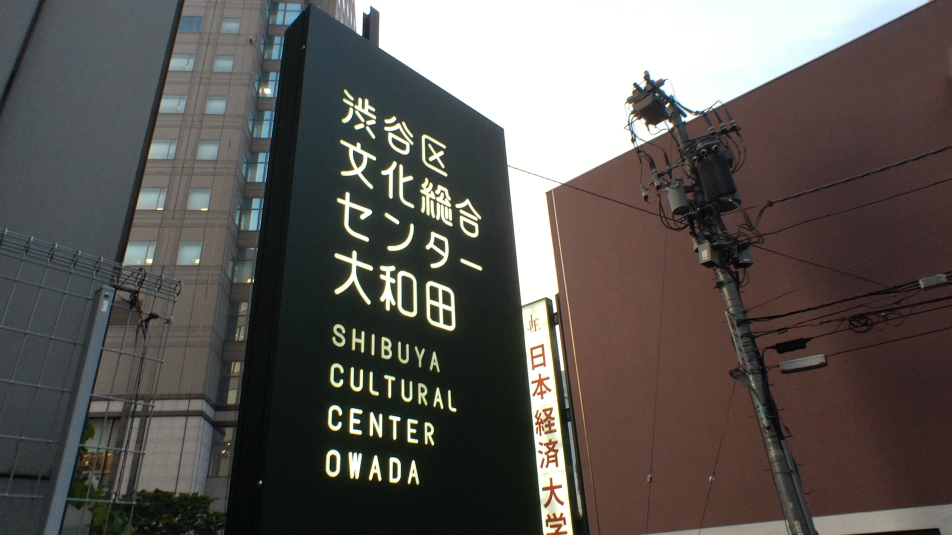 渋谷区
文化総合
センター
大和田
SHIBUYA
CULTURAL
CENTER
OWADA
日本経済大学